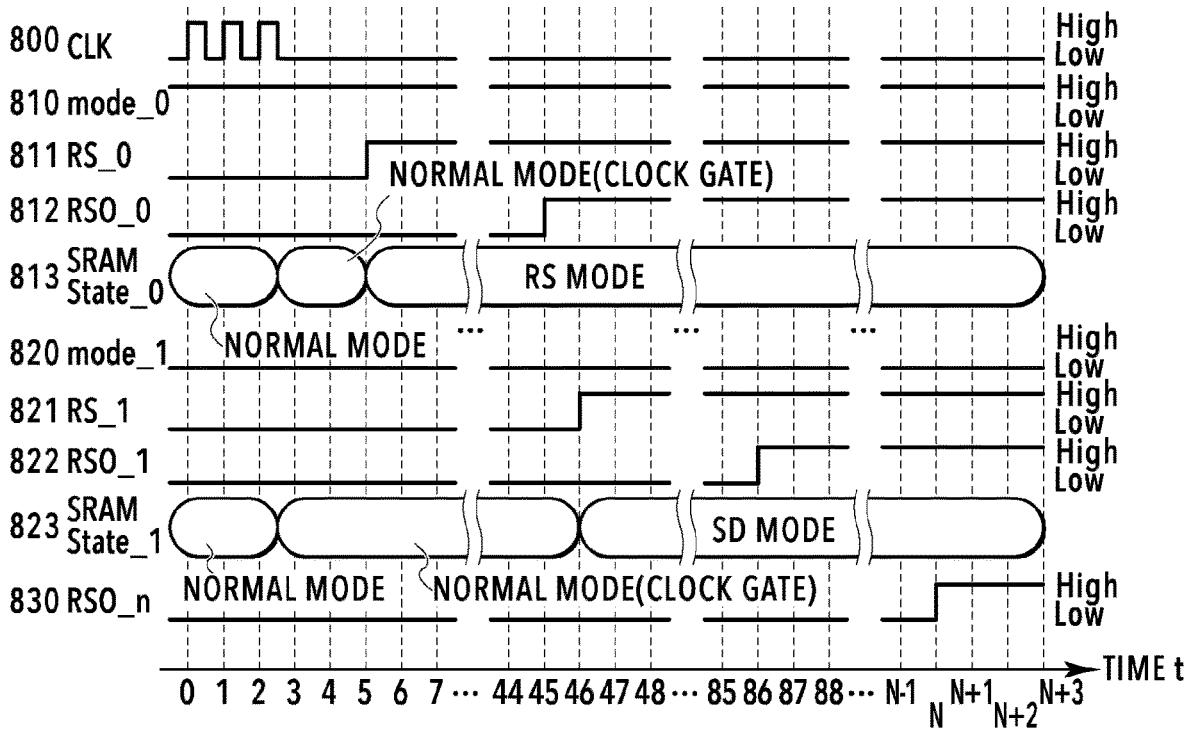 800 CLK High
Low
810 mode_0 High
Low
811 RS_0 High
Low
NORMAL MODE(CLOCK GATE)
812 RSO_0 High
Low
813 SRAM State_0 RS MODE
... ... ...
NORMAL MODE
820 mode_1 High
Low
821 RS_1 High
Low
822 RSO_1 High
Low
823 SRAM State_1 SD MODE
NORMAL MODE NORMAL MODE(CLOCK GATE)
830 RSO_n High
Low
TIME t
0 1 2 3 4 5 6 7 ... 44 45 46 47 48 ... 85 86 87 88 ... N-1 N N+1 N+2 N+3